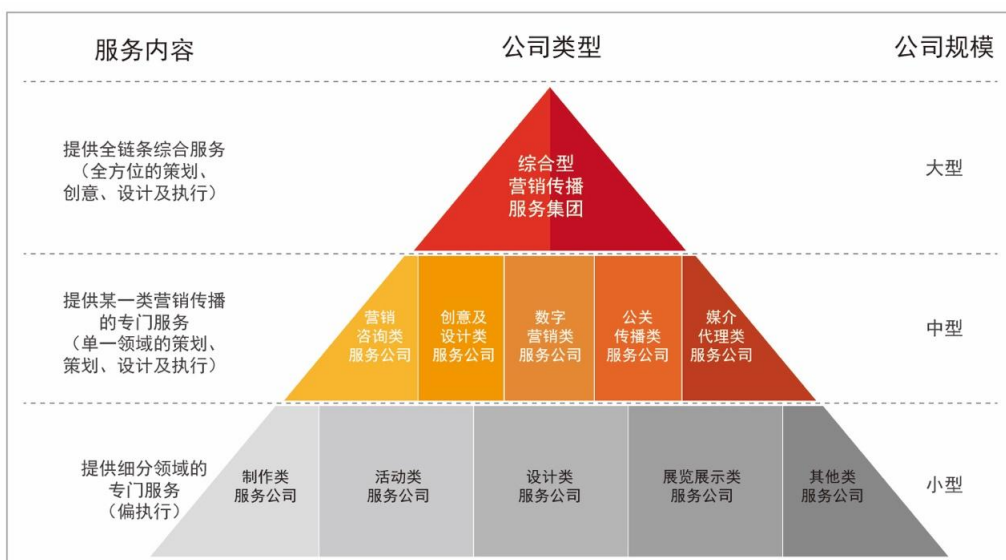 服务内容
公司类型
公司规模
提供全链条综合服务
（全方位的策划、
创意、设计及执行）
综合型
营销传播
服务集团
大型
提供某一类营销传播
的专门服务
（单一领域的策划、
策划、设计及执行）
营销
咨询类
服务公司
创意及
设计类
服务公司
数字
营销类
服务公司
公关
传播类
服务公司
媒介
代理类
服务公司
中型
提供细分领域的
专门服务
（偏执行）
制作类
服务公司
活动类
服务公司
设计类
服务公司
展览展示类
服务公司
其他类
服务公司
小型